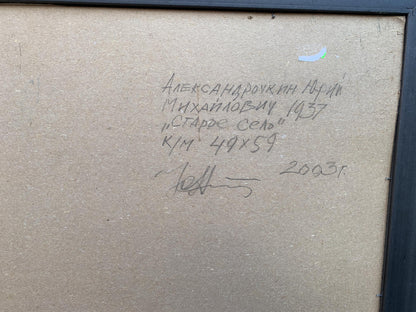 Александрочкин Юрий
Михайлович 1937
„Старое село"
К/М 49х59
2003г.